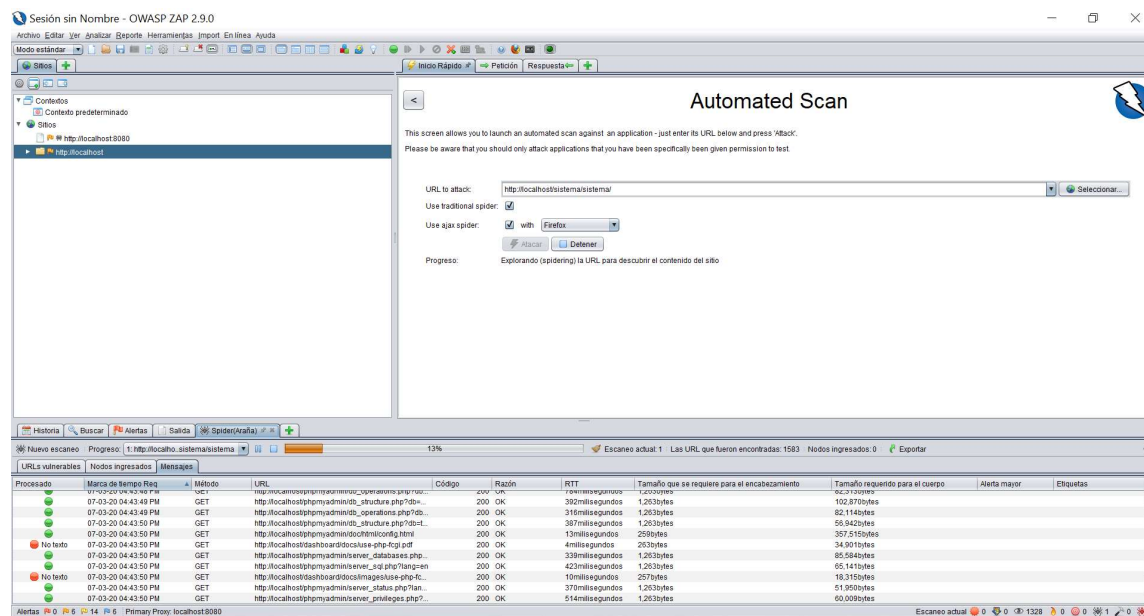 Sesión sin Nombre - OWASP ZAP 2.9.0
Archivo Editar Ver Analizar Reporte Herramientas Import En línea Ayuda
Modo estándar
Sitios
Inicio Rápido
Petición
Respuesta
Contextos
Contexto predeterminado
Sitios
http://localhost:8080
http://localhost
<
Automated Scan
This screen allows you to launch an automated scan against an application - just enter its URL below and press 'Attack'.
Please be aware that you should only attack applications that you have been specifically been given permission to test.
URL to attack: http://localhost/sistema/sistema/ Seleccionar...
Use traditional spider:
Use ajax spider: with Firefox
Atacar Detener
Progreso: Explorando (spidering) la URL para descubrir el contenido del sitio
Historia Buscar Alertas Salida Spider(Araña)
Nuevo escaneo Progreso: 1: http://localho..sistema/sistema 13% Escaneo actual: 1 Las URL que fueron encontradas: 1583 Nodos ingresados: 0 Exportar
URLs vulnerables Nodos ingresados Mensajes
Procesado Marca de tiempo Req Método URL Código Razón RTT Tamaño que se requiere para el encabezamiento Tamaño requerido para el cuerpo Alerta mayor Etiquetas
07-03-20 04:43:49 PM GET http://localhost/phpmyadmin/db_structure.php?db=... 200 OK 392milisegundos 1,263bytes 102,870bytes
07-03-20 04:43:49 PM GET http://localhost/phpmyadmin/db_operations.php?db... 200 OK 316milisegundos 1,263bytes 82,114bytes
07-03-20 04:43:50 PM GET http://localhost/phpmyadmin/db_structure.php?db=t... 200 OK 387milisegundos 1,263bytes 56,942bytes
07-03-20 04:43:50 PM GET http://localhost/phpmyadmin/doc/html/config.html 200 OK 13milisegundos 259bytes 357,515bytes
No texto 07-03-20 04:43:50 PM GET http://localhost/dashboard/docs/use-php-fcgi.pdf 200 OK 4milisegundos 263bytes 34,901bytes
07-03-20 04:43:50 PM GET http://localhost/phpmyadmin/server_databases.php... 200 OK 339milisegundos 1,263bytes 85,584bytes
07-03-20 04:43:50 PM GET http://localhost/phpmyadmin/server_sql.php?lang=en 200 OK 423milisegundos 1,263bytes 65,141bytes
No texto 07-03-20 04:43:50 PM GET http://localhost/dashboard/docs/images/use-php-fc... 200 OK 10milisegundos 257bytes 18,315bytes
07-03-20 04:43:50 PM GET http://localhost/phpmyadmin/server_status.php?lan... 200 OK 370milisegundos 1,263bytes 51,950bytes
07-03-20 04:43:50 PM GET http://localhost/phpmyadmin/server_privileges.php?... 200 OK 514milisegundos 1,263bytes 60,009bytes
Alertas 0 6 14 6 Primary Proxy: localhost:8080 Escaneo actual 0 0 1328 0 0 1 0